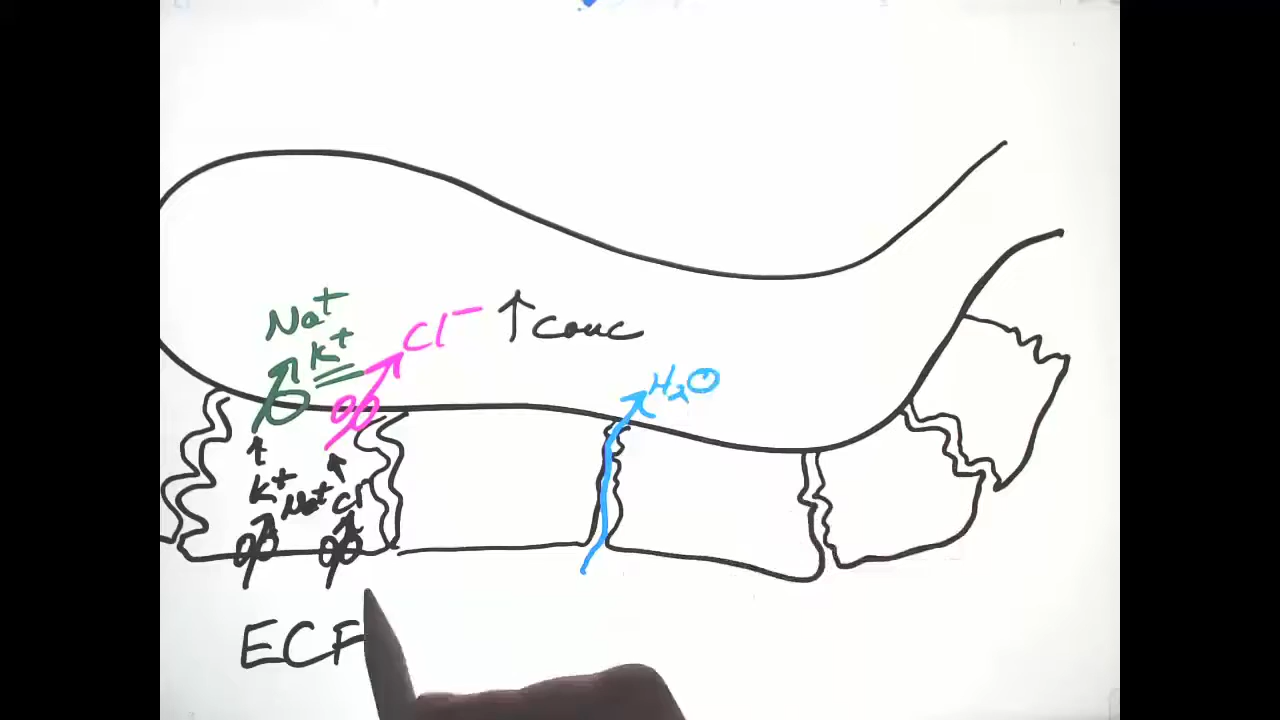 Na⁺
K⁺
Cl⁻
↑ conc
H₂O
K⁺
Na⁺
Cl⁻
ECF